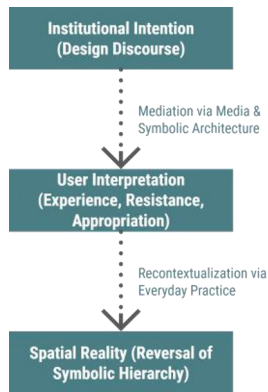 Institutional Intention
(Design Discourse)
Mediation via Media &
Symbolic Architecture
User Interpretation
(Experience, Resistance,
Appropriation)
Recontextualization via
Everyday Practice
Spatial Reality (Reversal of
Symbolic Hierarchy)